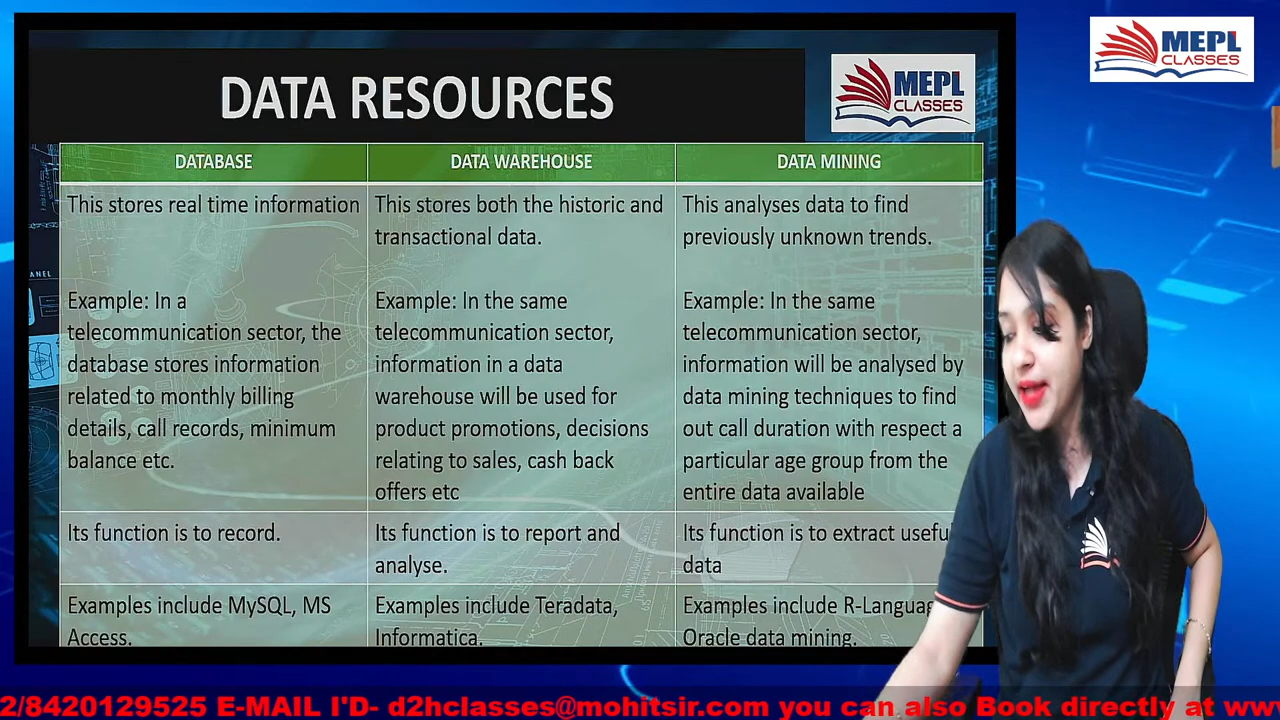 MEPL
CLASSES
DATA RESOURCES
MEPL
CLASSES
DATABASE
DATA WAREHOUSE
DATA MINING
This stores real time information
This stores both the historic and
transactional data.
This analyses data to find
previously unknown trends.
Example: In a
telecommunication sector, the
database stores information
related to monthly billing
details, call records, minimum
balance etc.
Example: In the same
telecommunication sector,
information in a data
warehouse will be used for
product promotions, decisions
relating to sales, cash back
offers etc
Example: In the same
telecommunication sector,
information will be analysed by
data mining techniques to find
out call duration with respect a
particular age group from the
entire data available
Its function is to record.
Its function is to report and
analyse.
Its function is to extract usefu
data
Examples include MySQL, MS
Access.
Examples include Teradata,
Informatica.
Examples include R-Languag
Oracle data mining.
2/8420129525 E-MAIL I'D- d2hclasses@mohitsir.com you can also Book directly at ww